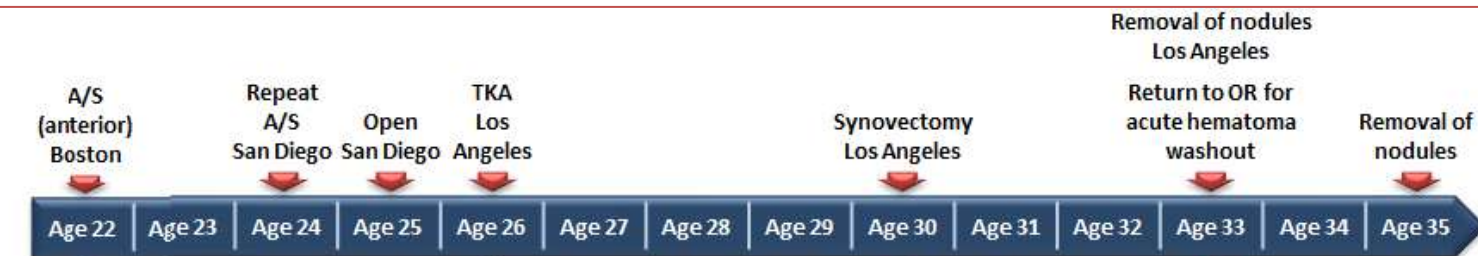 A/S
(anterior)
Boston
Repeat
A/S
San Diego
Open
San Diego
TKA
Los
Angeles
Synovectomy
Los Angeles
Removal of nodules
Los Angeles
Return to OR for
acute hematoma
washout
Removal of
nodules
Age 22
Age 23
Age 24
Age 25
Age 26
Age 27
Age 28
Age 29
Age 30
Age 31
Age 32
Age 33
Age 34
Age 35